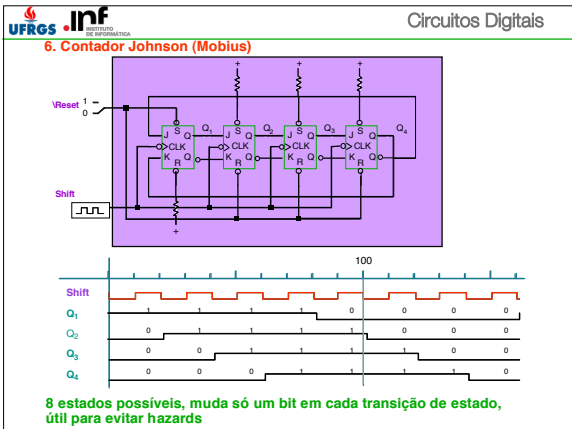 UFRGS
INF
INSTITUTO
DE INFORMÁTICA
Circuitos Digitais
6. Contador Johnson (Mobius)
+ + +
\Reset 1
0
J S Q Q1 J S Q Q2 J S Q Q3 J S Q Q4
CLK CLK CLK CLK
K R Q K R Q K R Q K R Q
Shift
+
100
Shift
Q1 1 1 1 1 0 0 0 0
Q2 0 1 1 1 1 0 0 0
Q3 0 0 1 1 1 1 0 0
Q4 0 0 0 1 1 1 1 0
8 estados possíveis, muda só um bit em cada transição de estado,
útil para evitar hazards